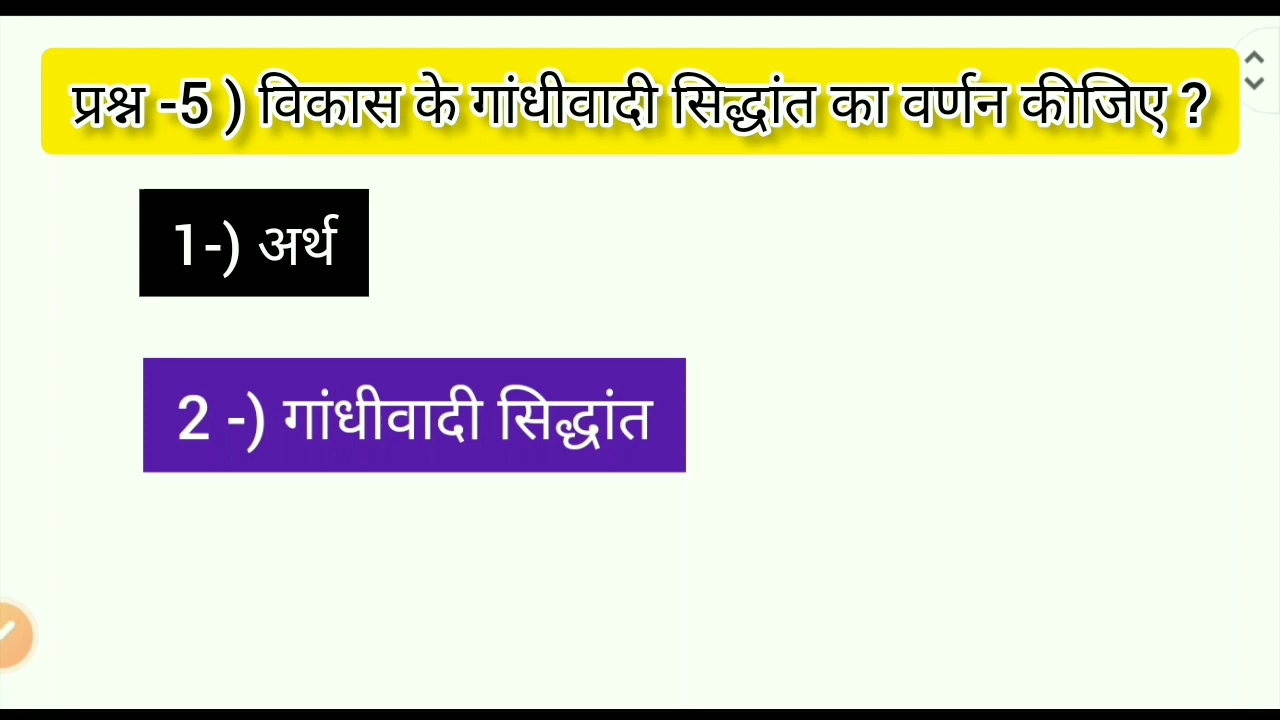 प्रश्न -5 ) विकास के गांधीवादी सिद्धांत का वर्णन कीजिए ?
1-) अर्थ
2 -) गांधीवादी सिद्धांत